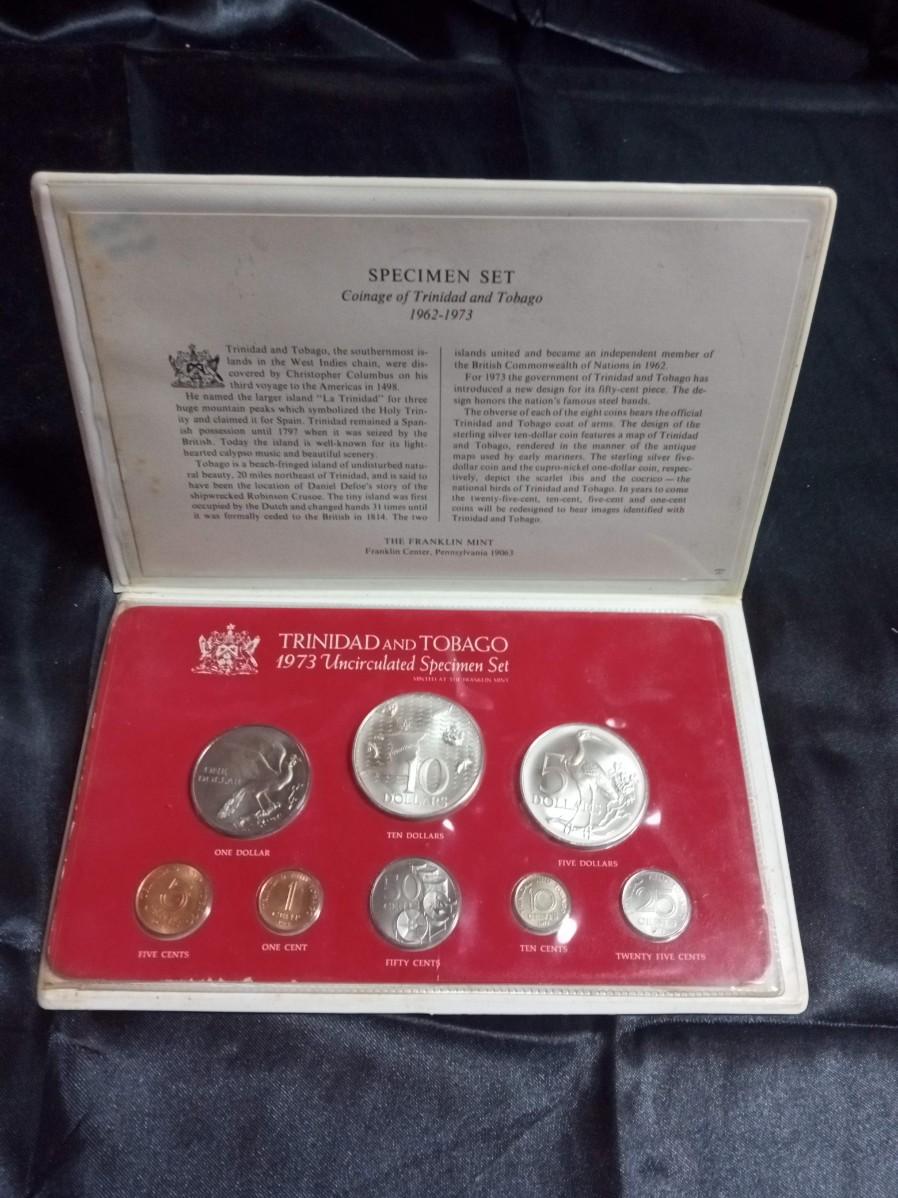 SPECIMEN SET
Coinage of Trinidad and Tobago
1962-1973
Trinidad and Tobago, the southernmost is-
lands in the West Indies chain, were dis-
covered by Christopher Columbus on his
third voyage to the Americas in 1498.
He named the larger island "La Trinidad" for three
huge mountain peaks which symbolized the Holy Trin-
ity and claimed it for Spain. Trinidad remained a Span-
ish possession until 1797 when it was seized by the
British. Today the island is well-known for its light-
hearted calypso music and beautiful scenery.
Tobago is a beach-fringed island of undisturbed natu-
ral beauty, 20 miles northeast of Trinidad, and is said to
have been the location of Daniel Defoe's story of the
shipwrecked Robinson Crusoe. The tiny island was first
occupied by the Dutch and changed hands 31 times until
it was formally ceded to the British in 1814. The two
islands united and became an independent member of
the British Commonwealth of Nations in 1962.
For 1973 the government of Trinidad and Tobago has
introduced a new design for its fifty-cent piece. The de-
sign honors the nation's famous steel bands.
The obverse of each of the eight coins bears the official
Trinidad and Tobago coat of arms. The design of the
sterling silver ten-dollar coin features a map of Trinidad
and Tobago, rendered in the manner of the antique
maps used by early mariners. The sterling silver five-
dollar coin and the cupro-nickel one-dollar coin, respec-
tively, depict the scarlet ibis and the cocrico — the
national birds of Trinidad and Tobago. In years to come
the twenty-five-cent, ten-cent, five-cent and one-cent
coins will be redesigned to bear images identified with
Trinidad and Tobago.
THE FRANKLIN MINT
Franklin Center, Pennsylvania 19063
TRINIDAD AND TOBAGO
1973 Uncirculated Specimen Set
MINTED AT THE FRANKLIN MINT
ONE
DOLLAR
10
DOLLARS
5
DOLLARS
ONE DOLLAR
TEN DOLLARS
FIVE DOLLARS
5
1
CENT
50
CENTS
10
CENTS
25
CENTS
FIVE CENTS
ONE CENT
FIFTY CENTS
TEN CENTS
TWENTY FIVE CENTS